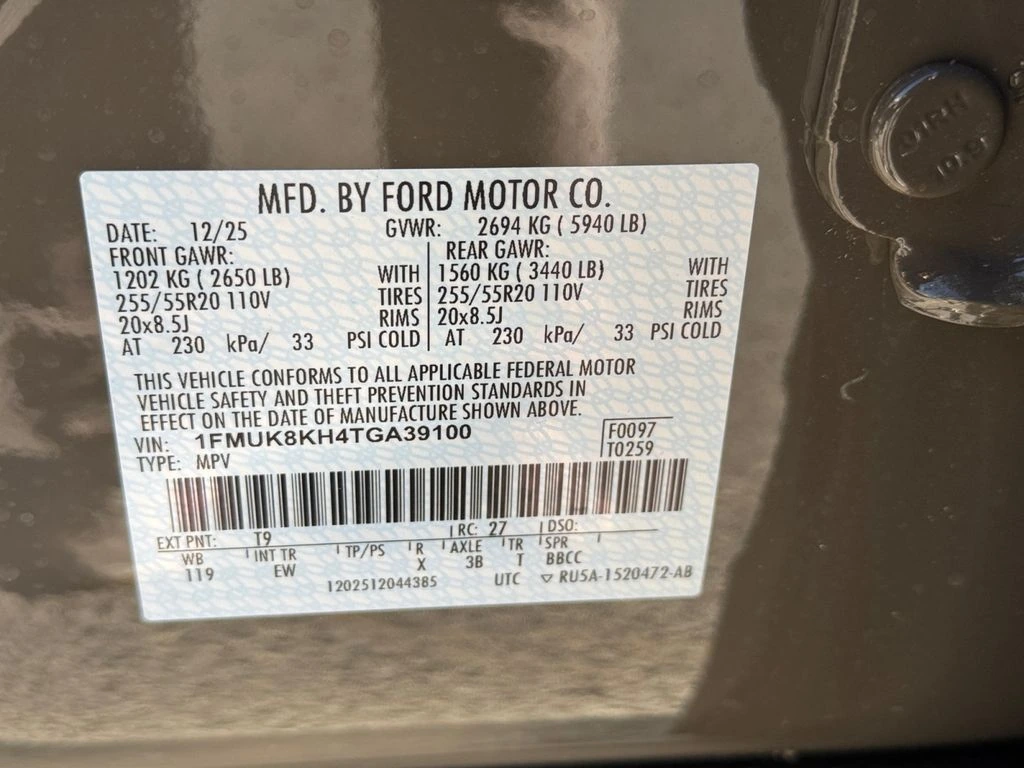 MFD. BY FORD MOTOR CO.
DATE: 12/25 GVWR: 2694 KG ( 5940 LB)
FRONT GAWR: REAR GAWR:
1202 KG ( 2650 LB) WITH 1560 KG ( 3440 LB) WITH
255/55R20 110V TIRES 255/55R20 110V TIRES
20x8.5J RIMS 20x8.5J RIMS
AT 230 kPa/ 33 PSI COLD AT 230 kPa/ 33 PSI COLD
THIS VEHICLE CONFORMS TO ALL APPLICABLE FEDERAL MOTOR
VEHICLE SAFETY AND THEFT PREVENTION STANDARDS IN
EFFECT ON THE DATE OF MANUFACTURE SHOWN ABOVE.
VIN: 1FMUK8KH4TGA39100 F0097
TYPE: MPV T0259
EXT PNT: T9 RC: 27 DSO:
WB INT TR TP/PS R AXLE TR SPR
119 EW X 3B T BBCC
1202512044385 UTC ▽ RU5A-1520472-AB
10.9